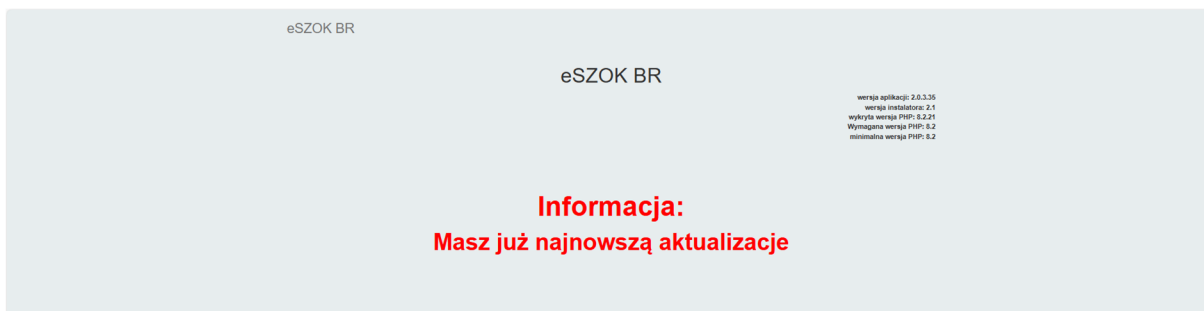 eSZOK BR
eSZOK BR
wersja aplikacji: 2.0.3.35
wersja instalatora: 2.1
wykryta wersja PHP: 8.2.21
Wymagana wersja PHP: 8.2
minimalna wersja PHP: 8.2
Informacja:
Masz już najnowszą aktualizacje